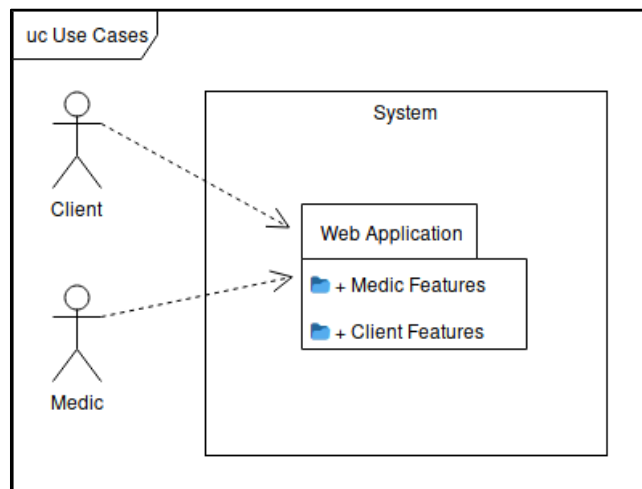 uc Use Cases
System
Client
Web Application
+ Medic Features
+ Client Features
Medic